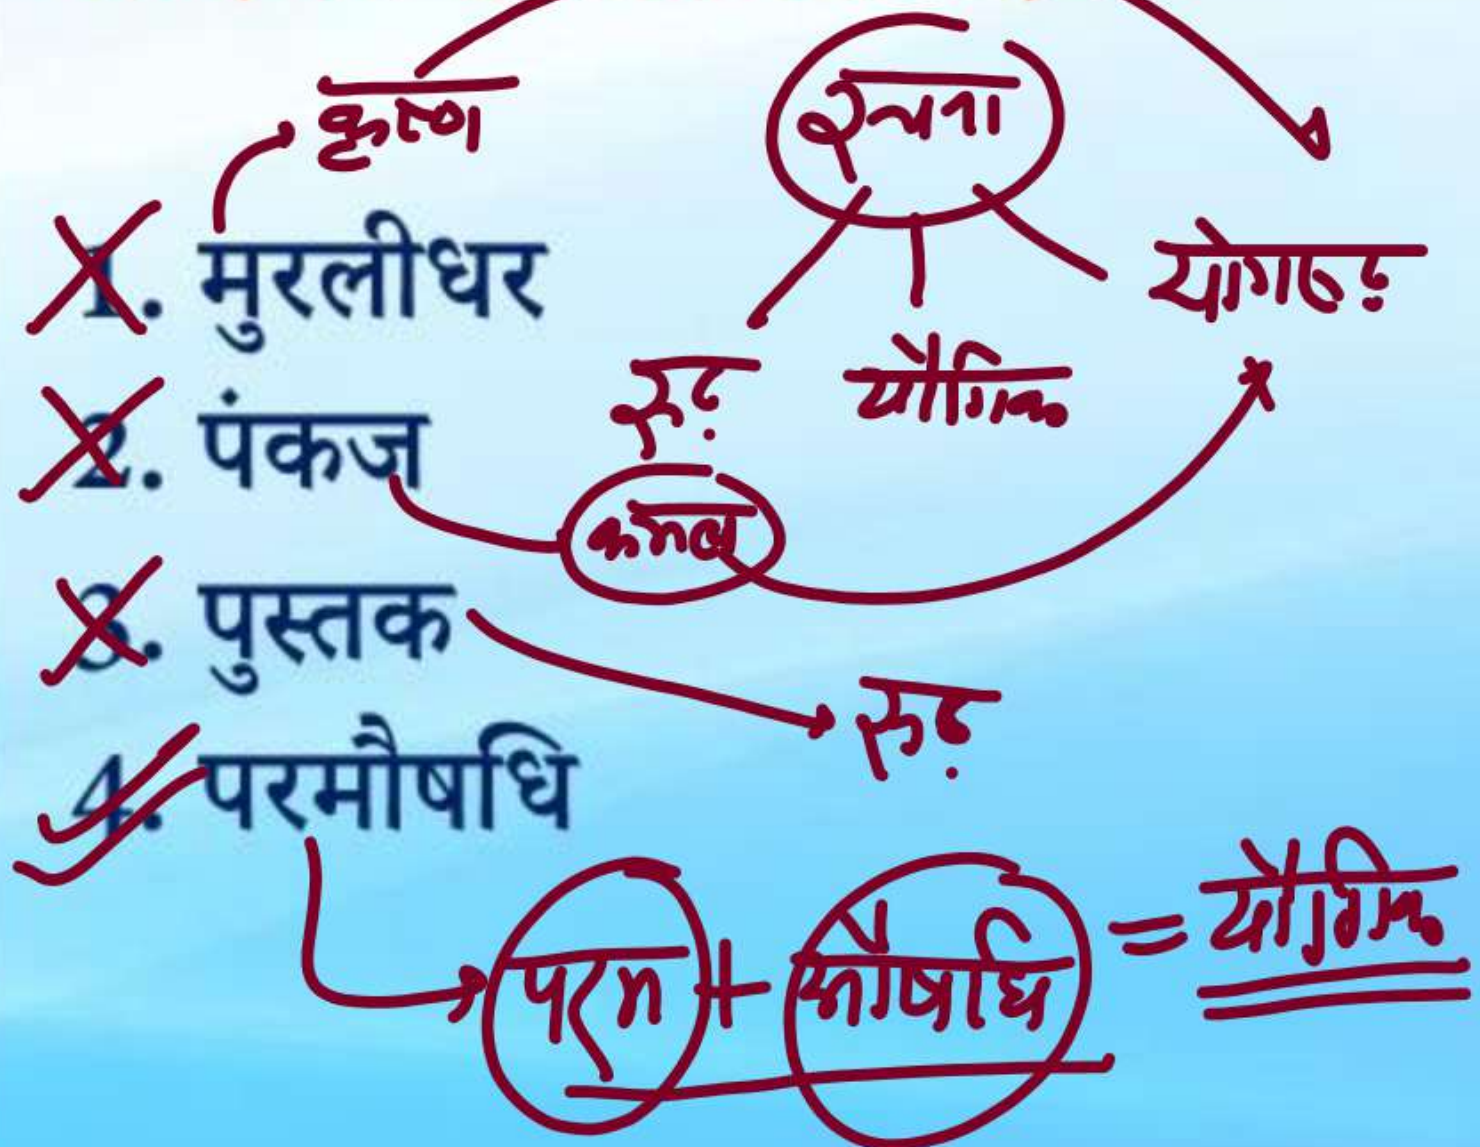 कृष्ण
रचना
1. मुरलीधर
योगरूढ़
रूढ़
यौगिक
2. पंकज
कमल
3. पुस्तक
रूढ़
4. परमौषधि
परम + औषधि = यौगिक